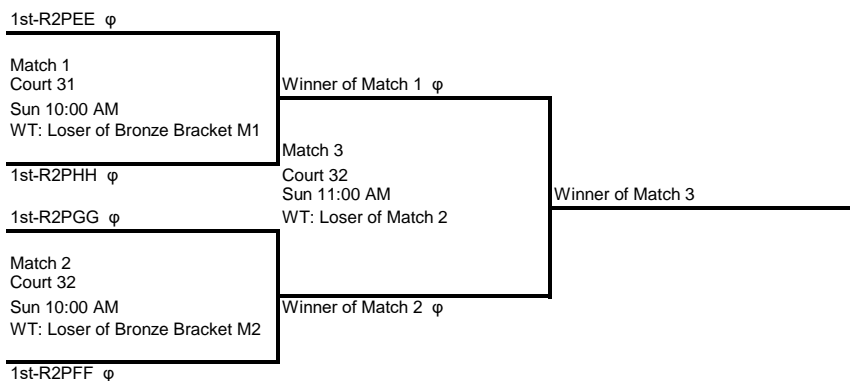 1st-R2PEE φ
Match 1
Court 31
Sun 10:00 AM
WT: Loser of Bronze Bracket M1
1st-R2PHH φ
Winner of Match 1 φ
1st-R2PGG φ
Match 2
Court 32
Sun 10:00 AM
WT: Loser of Bronze Bracket M2
1st-R2PFF φ
Match 3
Court 32
Sun 11:00 AM
WT: Loser of Match 2
Winner of Match 2 φ
Winner of Match 3